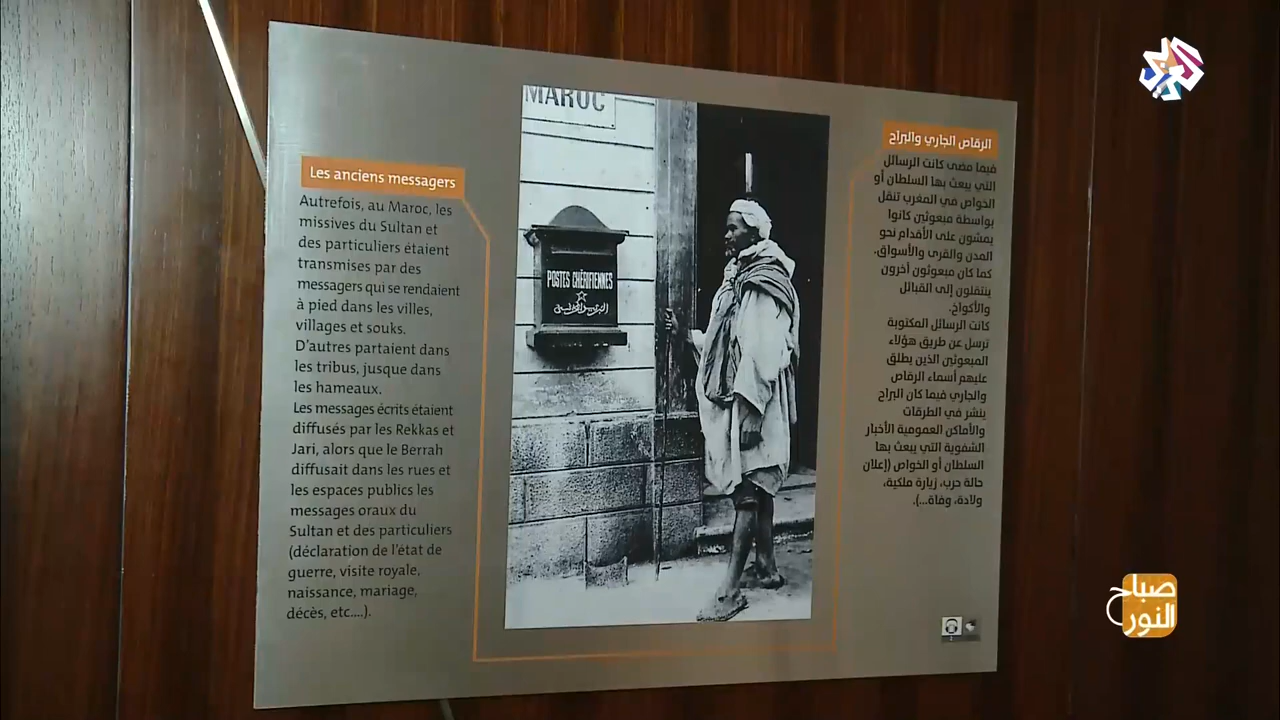 Les anciens messagers
Autrefois, au Maroc, les
missives du Sultan et
des particuliers étaient
transmises par des
messagers qui se rendaient
à pied dans les villes,
villages et souks.
D'autres partaient dans
les tribus, jusque dans
les hameaux.
Les messages écrits étaient
diffusés par les Rekkas et
Jari, alors que le Berrah
diffusait dans les rues et
les espaces publics les
messages oraux du
Sultan et des particuliers
(déclaration de l'état de
guerre, visite royale,
naissance, mariage,
décès, etc....).
MAROC
POSTES CHÉRIFIENNES
الرقاص الجاري والبراح
فيما مضى كانت الرسائل
التي يبعث بها السلطان أو
الخواص في المغرب تنقل
بواسطة مبعوثين كانوا
يمشون على الأقدام نحو
المدن والقرى والأسواق.
كما كان مبعوثون آخرون
ينتقلون إلى القبائل
والأكواخ.
كانت الرسائل المكتوبة
ترسل عن طريق هؤلاء
المبعوثين الذين يطلق
عليهم أسماء الرقاص
والجاري فيما كان البراح
ينشر في الطرقات
والأماكن العمومية الأخبار
الشفوية التي يبعث بها
السلطان أو الخواص (إعلان
حالة حرب، زيارة ملكية،
ولادة، وفاة...).
صباح
النور